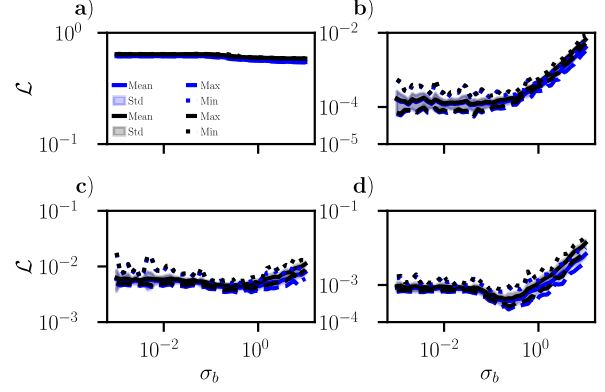 a)
b)
10^0
10^{-1}
ℒ
Mean
Max
Std
Min
Mean
Max
Std
Min
10^{-2}
10^{-4}
10^{-5}
c)
d)
10^{-1}
10^{-2}
10^{-3}
ℒ
10^{-1}
10^{-3}
10^{-4}
10^{-2}
10^0
10^{-2}
10^0
σ_b
σ_b